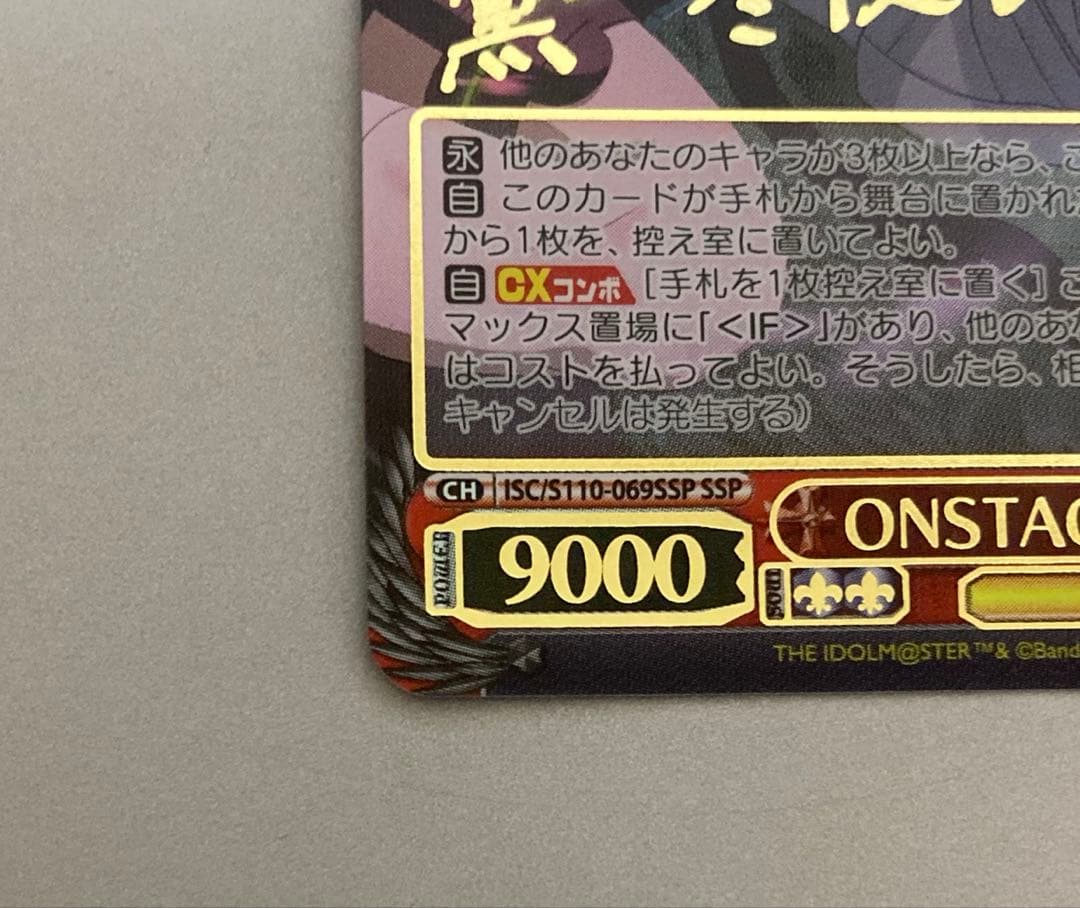 永 他のあなたのキャラが3枚以上なら、こ
自 このカードが手札から舞台に置かれ
から1枚を、控え室に置いてよい。
自 CXコンボ [手札を1枚控え室に置く] こ
マックス置場に「<IF>」があり、他のあな
はコストを払ってよい。そうしたら、相
キャンセルは発生する)
CH ISC/S110-069SSP SSP
POWER 9000
ONSTAG
SOUL
THE IDOLM@STER™& ©Band